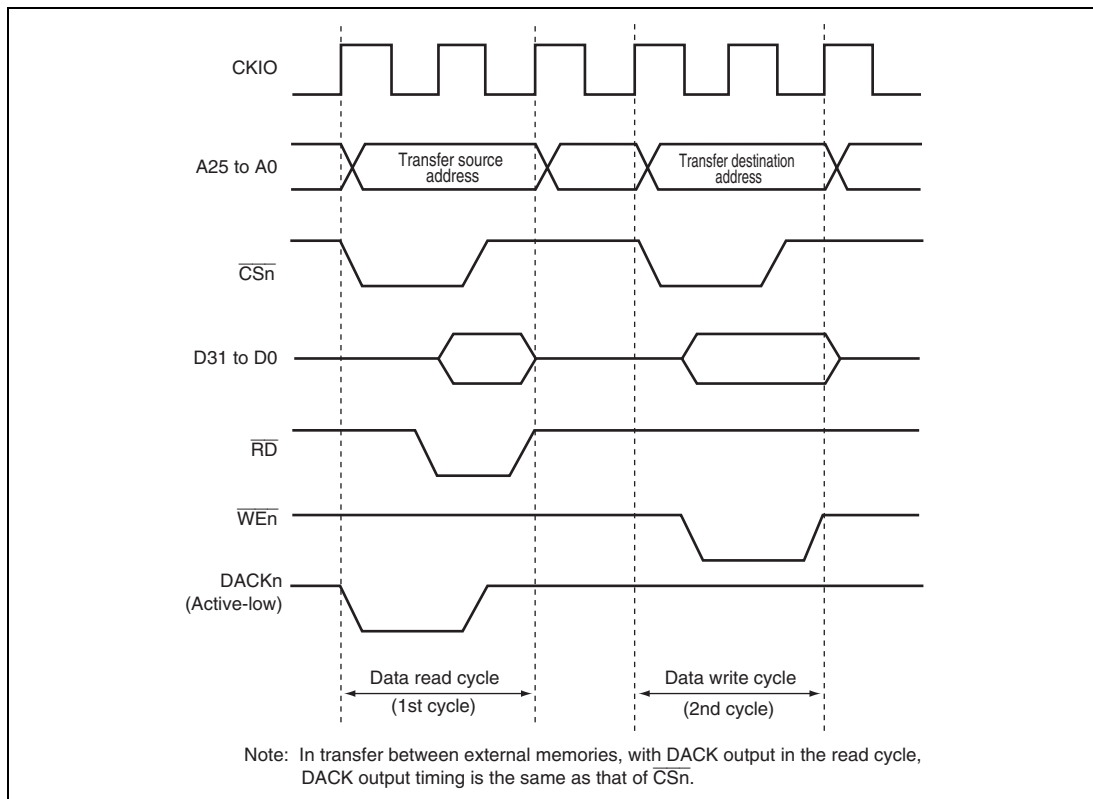 CKIO
A25 to A0
Transfer source
address
Transfer destination
address
CSn
D31 to D0
RD
WEn
DACKn
(Active-low)
Data read cycle
(1st cycle)
Data write cycle
(2nd cycle)
Note: In transfer between external memories, with DACK output in the read cycle,
DACK output timing is the same as that of CSn.